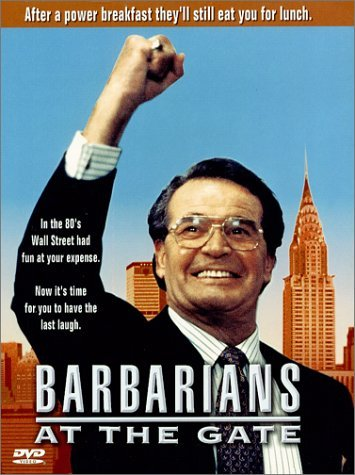 After a power breakfast they'll still eat you for lunch.
In the 80's
Wall Street had
fun at your expense.
Now it's time
for you to have the
last laugh.
BARBARIANS
AT THE GATE
DVD
VIDEO